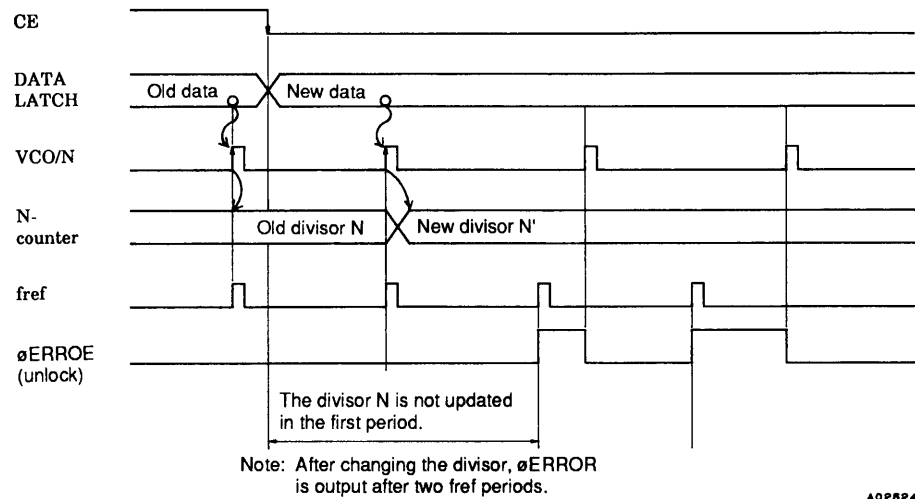 CE
DATA
LATCH
Old data
New data
VCO/N
N-
counter
Old divisor N
New divisor N'
fref
øERROE
(unlock)
The divisor N is not updated
in the first period.
Note: After changing the divisor, øERROR
is output after two fref periods.
A02624